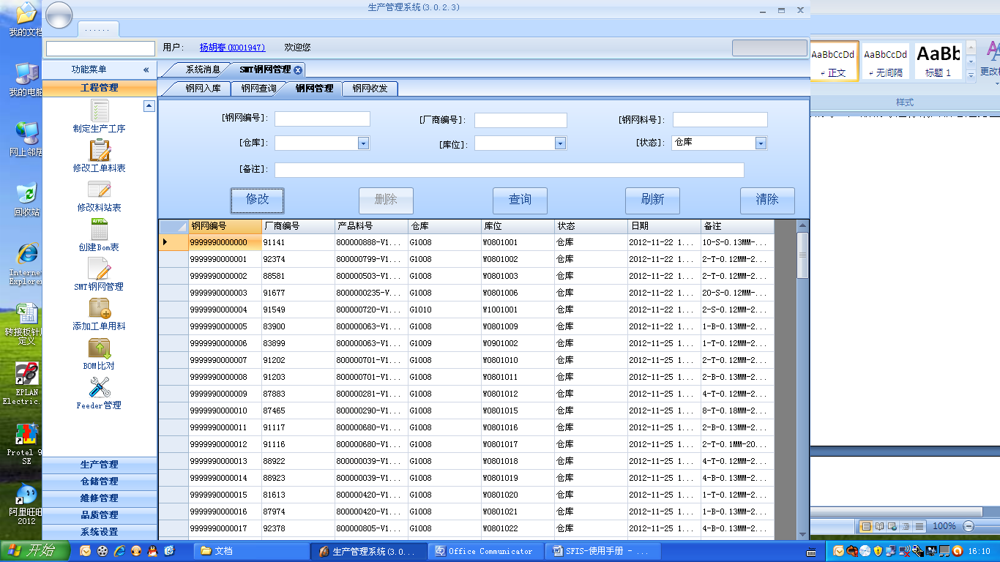 生产管理系统(3.0.2.3)
......
用户: 杨胡春(K001947) 欢迎您
功能菜单 «
系统消息 SMT钢网管理
工程管理
钢网入库 钢网查询 钢网管理 钢网收发
制定生产工序
修改工单料表
修改料站表
创建Bom表
SMT钢网管理
添加工单用料
BOM比对
Feeder管理
生产管理
仓储管理
维修管理
品质管理
系统设置
[钢网编号]: [厂商编号]: [钢网料号]:
[仓库]: [库位]: [状态]: 仓库
[备注]:
修改 删除 查询 刷新 清除
钢网编号 厂商编号 产品料号 仓库 库位 状态 日期 备注
9999990000000 91141 800000888-V1... G1008 W0801001 仓库 2012-11-22 1... 10-S-0.13MM-...
9999990000001 92374 800000799-V1... G1008 W0801002 仓库 2012-11-22 1... 2-T-0.12MM-2...
9999990000002 88581 800000503-V1... G1008 W0801003 仓库 2012-11-22 1... 2-T-0.12MM-2...
9999990000003 91677 8000000235-V... G1008 W0801006 仓库 2012-11-22 1... 20-S-0.12MM-...
9999990000004 91549 800000720-V1... G1010 W1001001 仓库 2012-11-22 1... 2-S-0.12MM-2...
9999990000005 83900 800000063-V1... G1008 W0801009 仓库 2012-11-22 1... 1-B-0.13MM-2...
9999990000006 83899 800000063-V1... G1009 W0901002 仓库 2012-11-25 1... 1-T-0.12MM-2...
9999990000007 91202 800000701-V1... G1008 W0801010 仓库 2012-11-25 1... 2-T-0.12MM-2...
9999990000008 91203 800000701-V1... G1008 W0801011 仓库 2012-11-25 1... 2-B-0.13MM-2...
9999990000009 87883 800000281-V1... G1008 W0801012 仓库 2012-11-25 1... 4-T-0.12MM-2...
9999990000010 87465 800000290-V1... G1008 W0801015 仓库 2012-11-25 1... 8-T-0.18MM-2...
9999990000011 91117 800000680-V1... G1008 W0801016 仓库 2012-11-25 1... 2-B-0.13MM-2...
9999990000012 91116 800000680-V1... G1008 W0801017 仓库 2012-11-25 1... 2-T-0.1MM-20...
9999990000013 88922 800000039-V1... G1008 W0801018 仓库 2012-11-25 1... 4-T-0.12MM-2...
9999990000014 88923 800000039-V1... G1008 W0801019 仓库 2012-11-25 1... 4-B-0.13MM-2...
9999990000015 81613 800000420-V1... G1008 W0801020 仓库 2012-11-25 1... 1-T-0.12MM-2...
9999990000016 87974 800000420-V1... G1008 W0801021 仓库 2012-11-25 1... 1-B-0.13MM-2...
9999990000017 92378 800000805-V1... G1008 W0801022 仓库 2012-11-25 1... 4-B-0.13MM-2...
我的文档
我的电脑
网上邻居
回收站
Interne
Explorer
转接板针
定义
EPLAN
Electric.
Protel 9
SE
阿里旺旺
2012
AaBbCcDd AaBbCcDd AaBb
正文 无间隔 标题 1 更改
样式
100%
开始 文档 生产管理系统(3.0... Office Communicator SFIS-使用手册 - ... 16:10